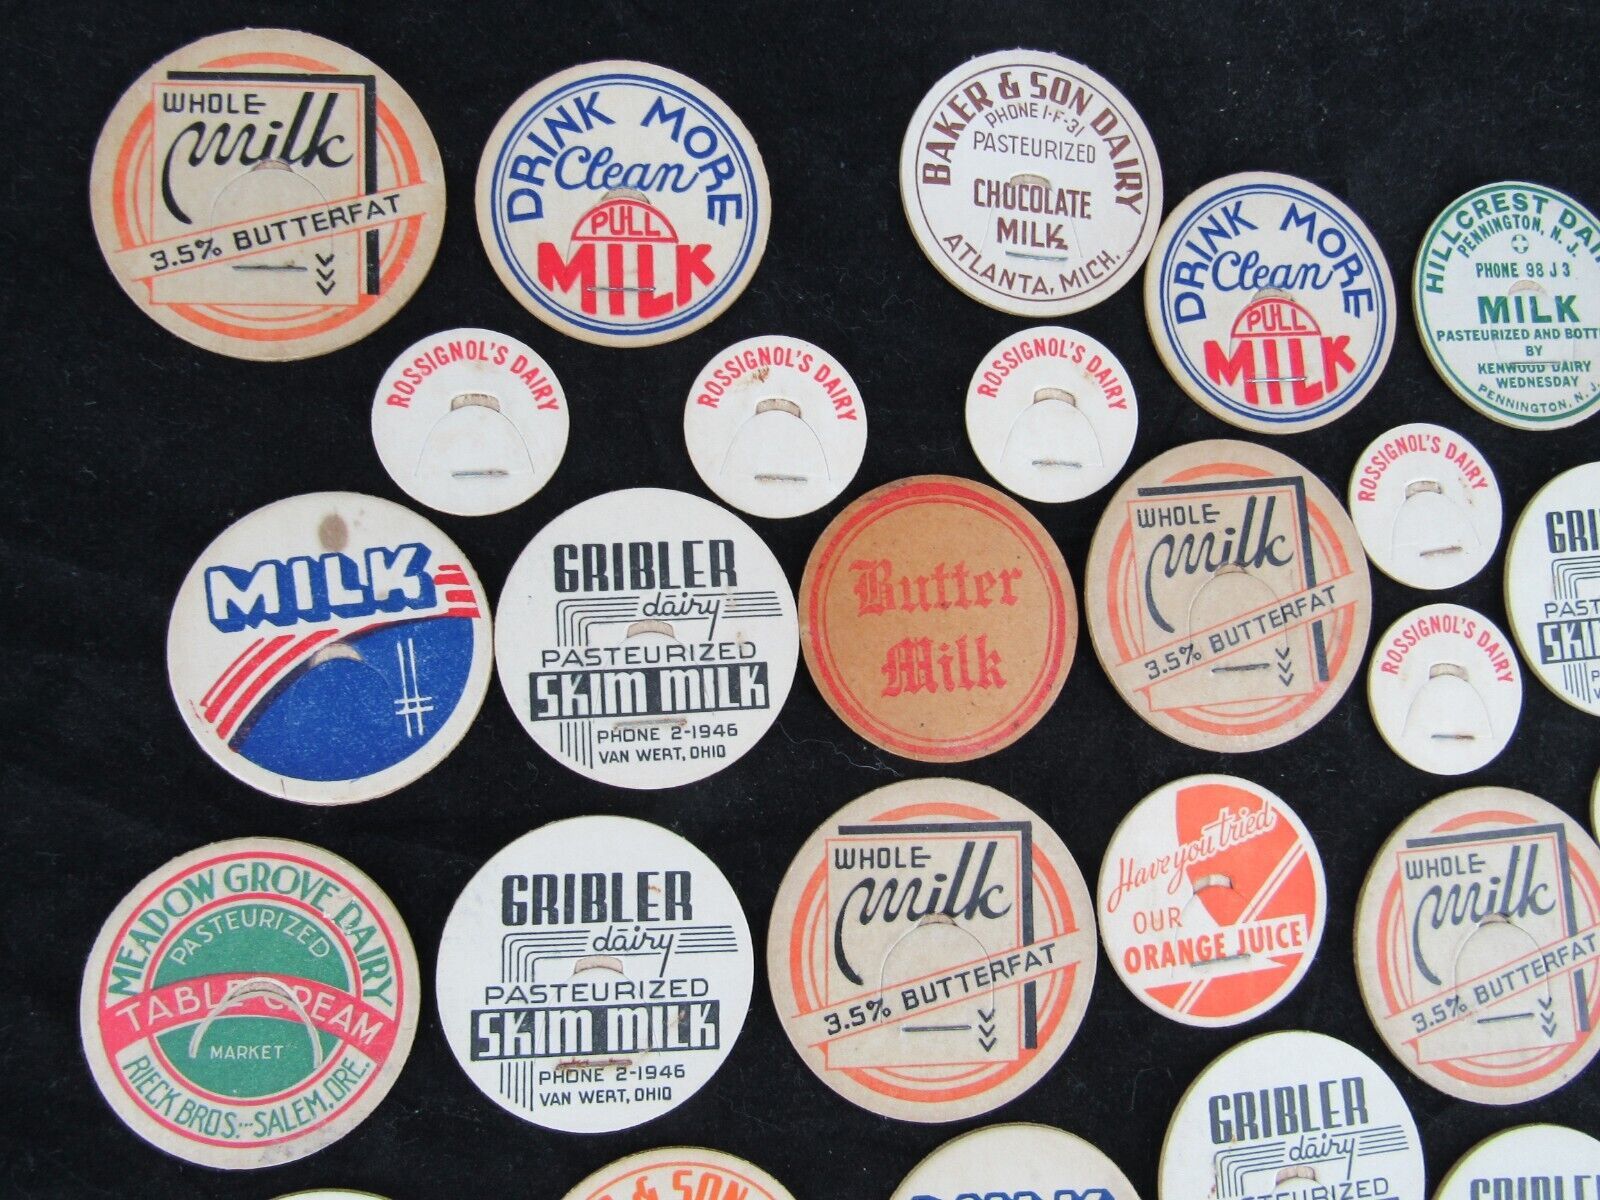 WHOLE
milk
3.5% BUTTERFAT
DRINK MORE
Clean
PULL
MILK
BAKER & SON DAIRY
PHONE 1-F-31
PASTEURIZED
CHOCOLATE
MILK
ATLANTA, MICH.
DRINK MORE
Clean
PULL
MILK
HILLCREST
PENNINGTON, N. J.
PHONE 98 J 3
MILK
PASTEURIZED AND
BY
KENWOOD DAIRY
WEDNESDAY
PENNINGTON, N. J.
ROSSIGNOL'S DAIRY
ROSSIGNOL'S DAIRY
ROSSIGNOL'S DAIRY
ROSSIGNOL'S DAIRY
MILK
GRIBLER
dairy
PASTEURIZED
SKIM MILK
PHONE 2-1946
VAN WERT, OHIO
Butter
Milk
WHOLE
milk
3.5% BUTTERFAT
ROSSIGNOL'S DAIRY
MEADOW GROVE DAIRY
PASTEURIZED
TABLE CREAM
MARKET
RIECK BROS.--SALEM, ORE.
GRIBLER
dairy
PASTEURIZED
SKIM MILK
PHONE 2-1946
VAN WERT, OHIO
WHOLE
milk
3.5% BUTTERFAT
Have you tried
OUR
ORANGE JUICE
WHOLE
milk
3.5% BUTTERFAT
& SON
GRIBLER
dairy
PASTEURIZED